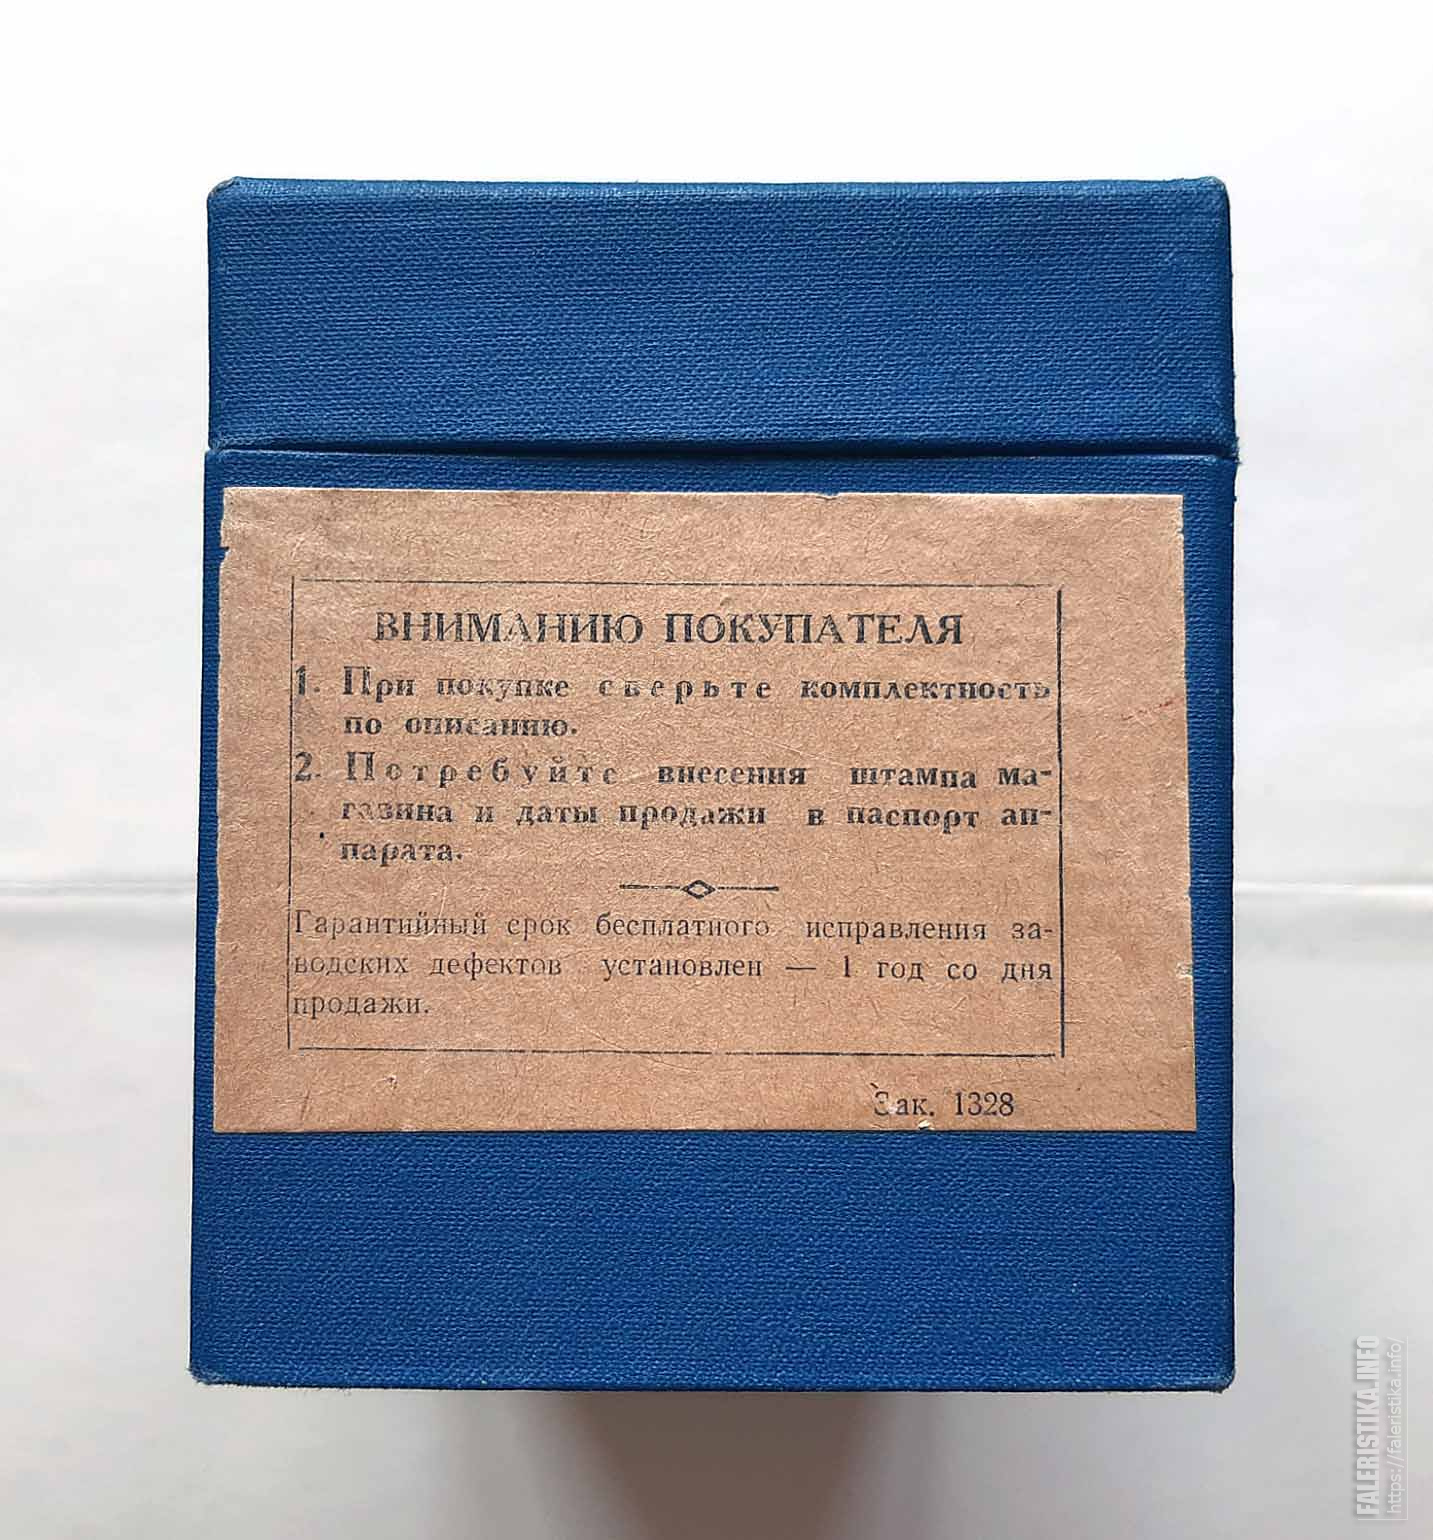 ВНИМАНИЮ ПОКУПАТЕЛЯ
1. При покупке сверьте комплектность
по описанию.
2. Потребуйте внесения штампа ма-
газина и даты продажи в паспорт ап-
парата.
Гарантийный срок бесплатного исправления за-
водских дефектов установлен — 1 год со дня
продажи.
Зак. 1328
FALERISTIKA.INFO
https://faleristika.info/